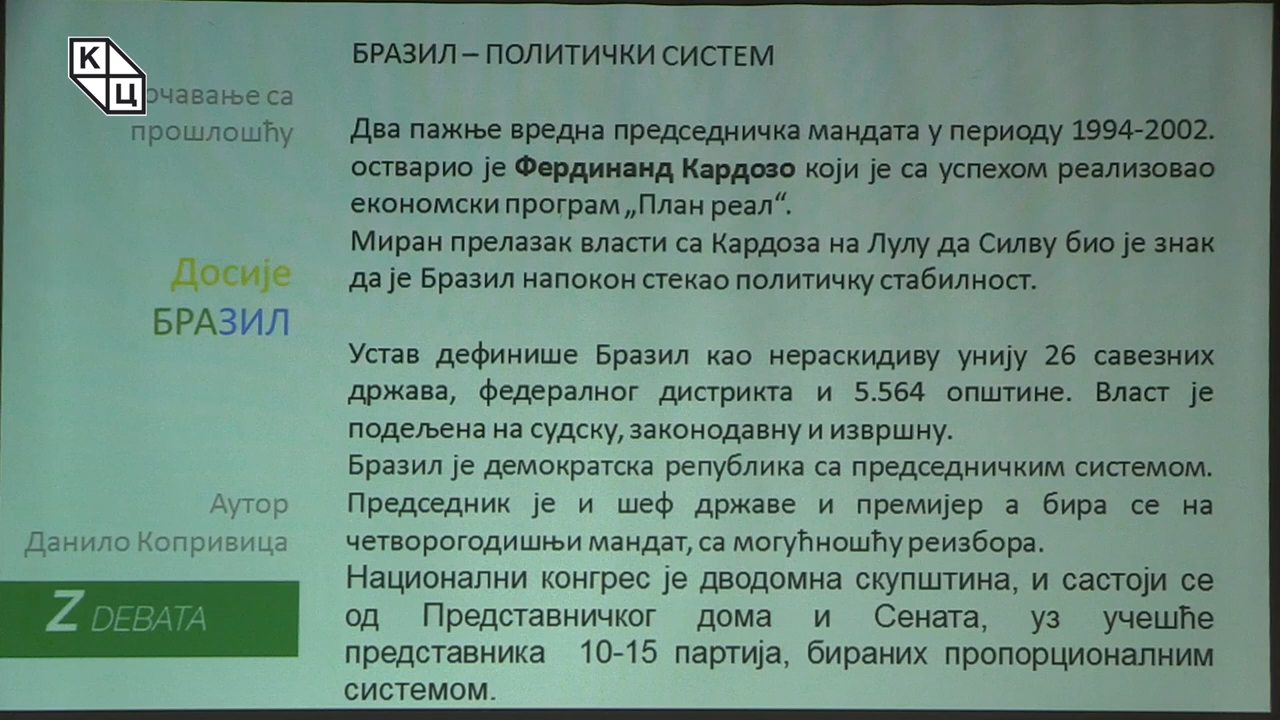 К
Ц
прошлошћу
са
Досије
БРАЗИЛ
Аутор
Данило Копривица
Z DEBATA
БРАЗИЛ – ПОЛИТИЧКИ СИСТЕМ
Два пажње вредна председничка мандата у периоду 1994-2002.
остварио је Фердинанд Кардозо који је са успехом реализовао
економски програм „План реал“.
Миран прелазак власти са Кардоза на Лулу да Силву био је знак
да је Бразил напокон стекао политичку стабилност.
Устав дефинише Бразил као нераскидиву унију 26 савезних
држава, федералног дистрикта и 5.564 општине. Власт је
подељена на судску, законодавну и извршну.
Бразил је демократска република са председничким системом.
Председник је и шеф државе и премијер а бира се на
четворогодишњи мандат, са могућношћу реизбора.
Национални конгрес је дводомна скупштина, и састоји се
од Представничког дома и Сената, уз учешће
представника 10-15 партија, бираних пропорционалним
системом.